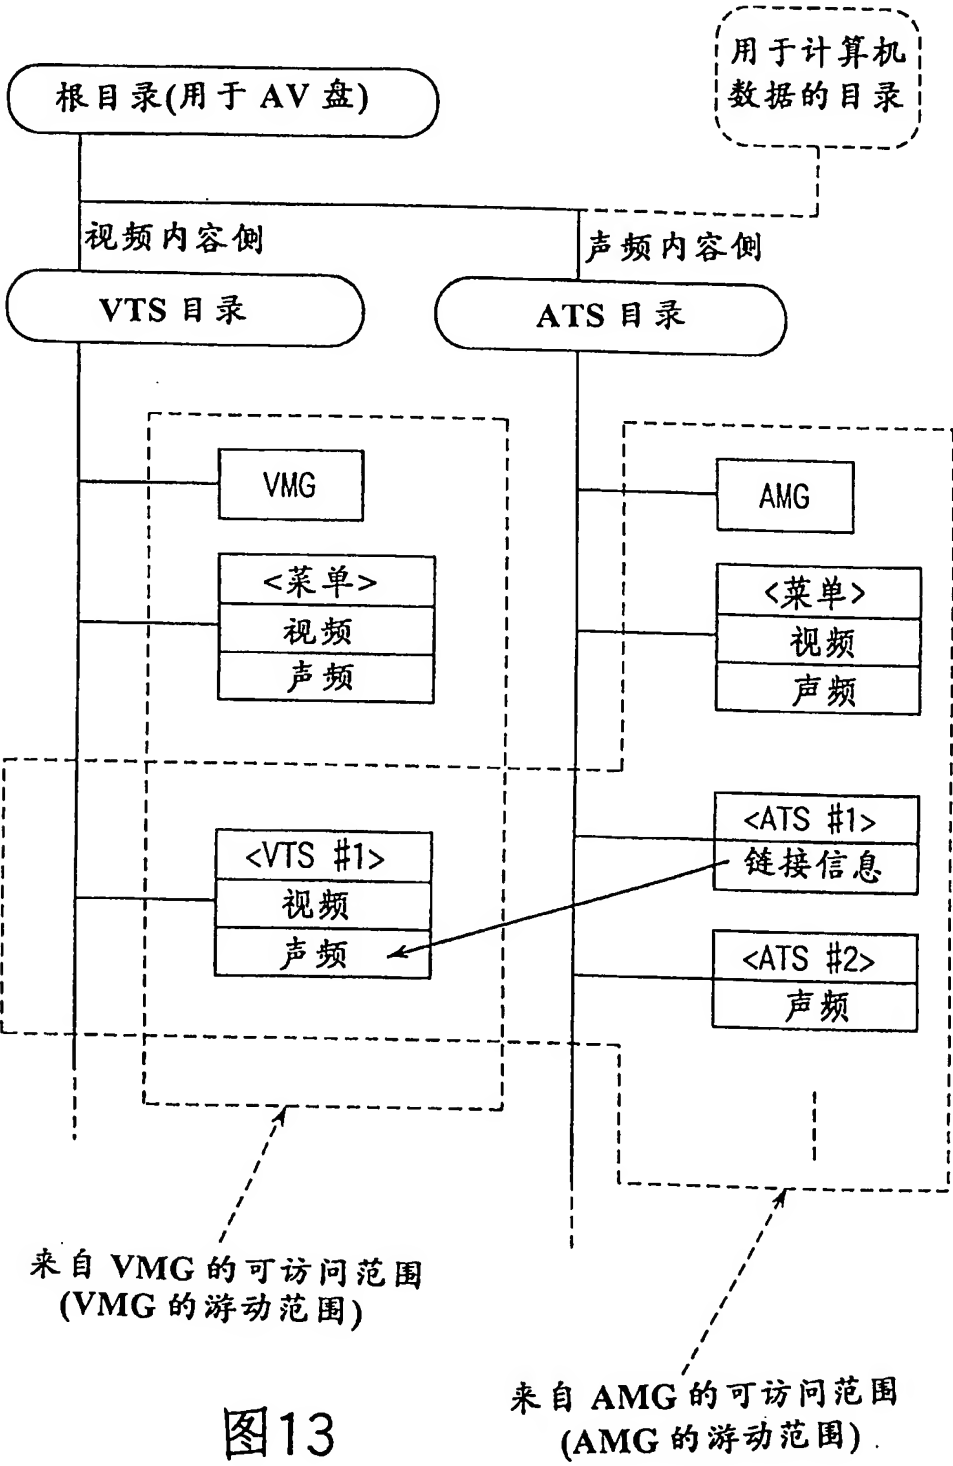 用于计算机
数据的目录
根目录(用于 AV 盘)
视频内容侧
声频内容侧
VTS 目录
ATS 目录
VMG
<菜单>
视频
声频
AMG
<菜单>
视频
声频
<VTS #1>
视频
声频
<ATS #1>
链接信息
<ATS #2>
声频
来自 VMG 的可访问范围
(VMG 的游动范围)
来自 AMG 的可访问范围
(AMG 的游动范围)
图13